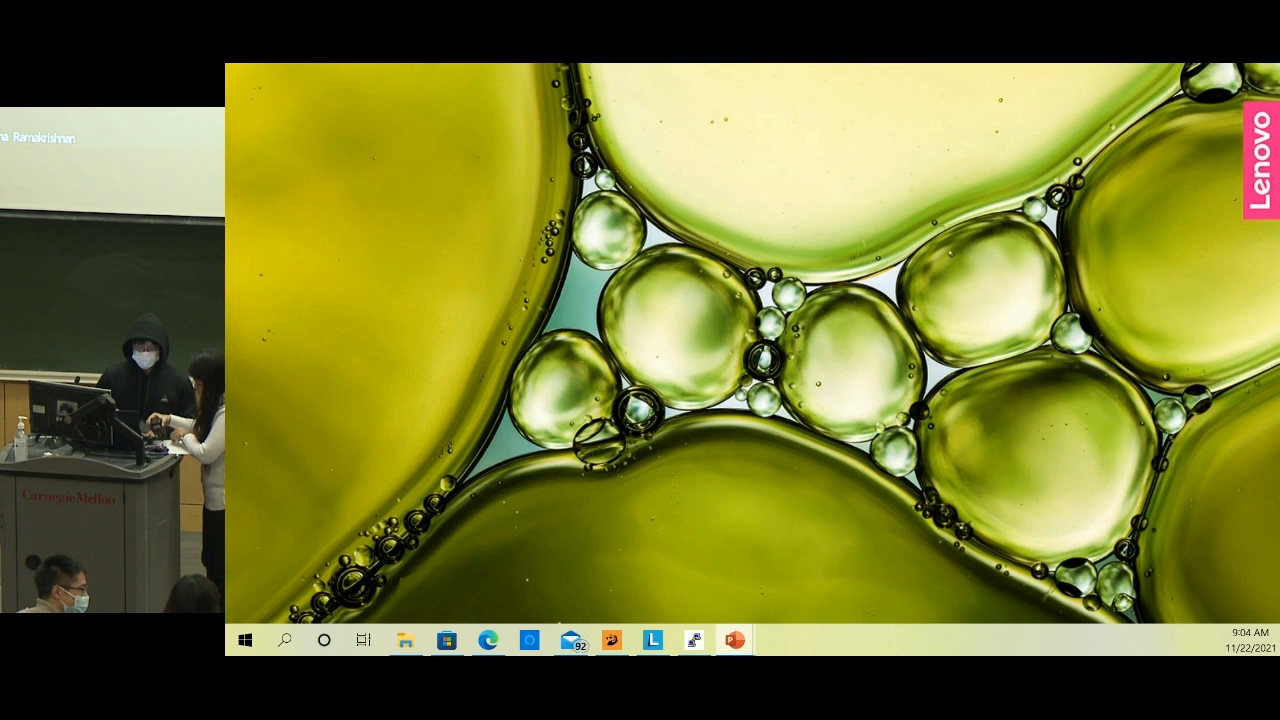 na Ramakrishnan
Carnegie Mellon
Lenovo
92
L
P
9:04 AM
11/22/2021